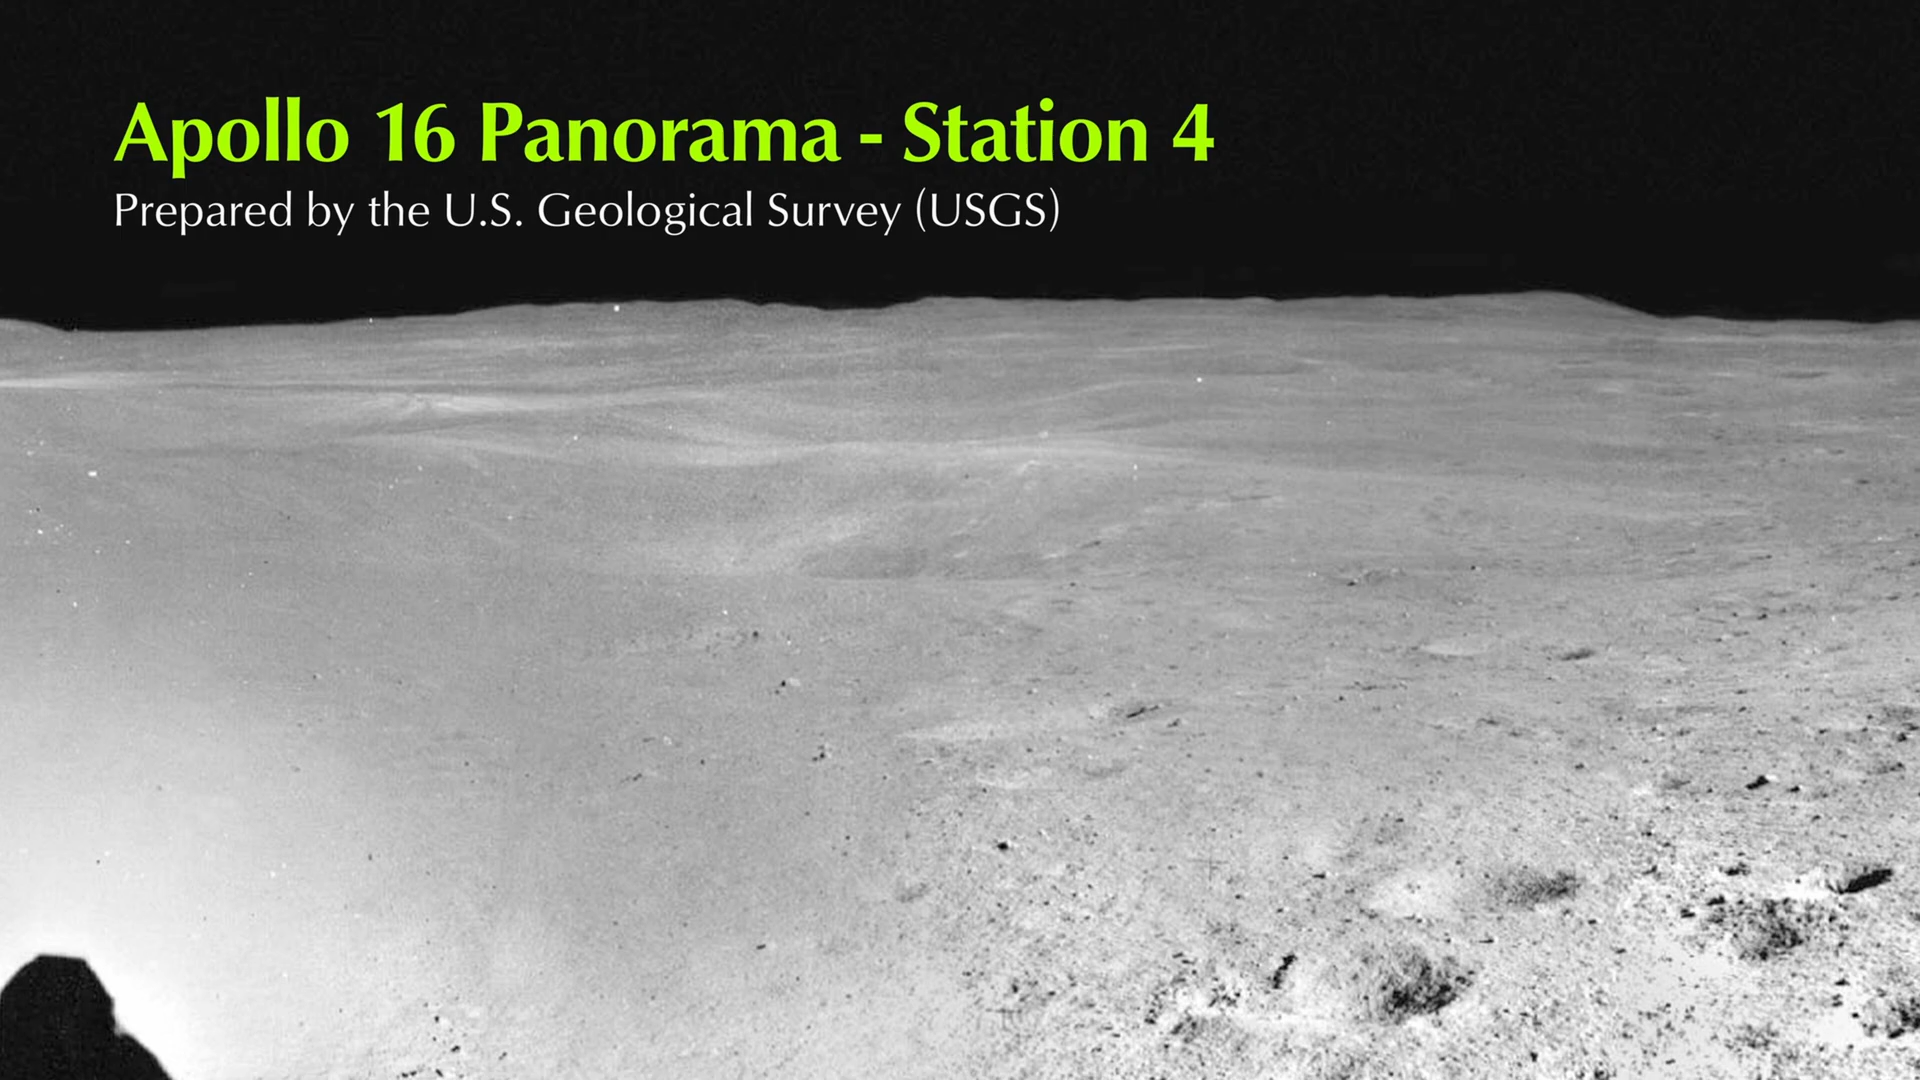 Apollo 16 Panorama - Station 4
Prepared by the U.S. Geological Survey (USGS)